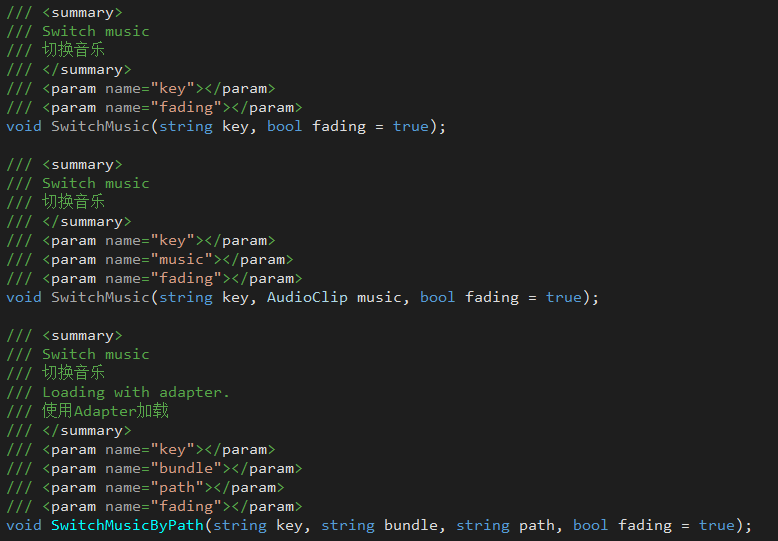 /// <summary>
/// Switch music
/// 切换音乐
/// </summary>
/// <param name="key"></param>
/// <param name="fading"></param>
void SwitchMusic(string key, bool fading = true);
/// <summary>
/// Switch music
/// 切换音乐
/// </summary>
/// <param name="key"></param>
/// <param name="music"></param>
/// <param name="fading"></param>
void SwitchMusic(string key, AudioClip music, bool fading = true);
/// <summary>
/// Switch music
/// 切换音乐
/// Loading with adapter.
/// 使用Adapter加载
/// </summary>
/// <param name="key"></param>
/// <param name="bundle"></param>
/// <param name="path"></param>
/// <param name="fading"></param>
void SwitchMusicByPath(string key, string bundle, string path, bool fading = true);